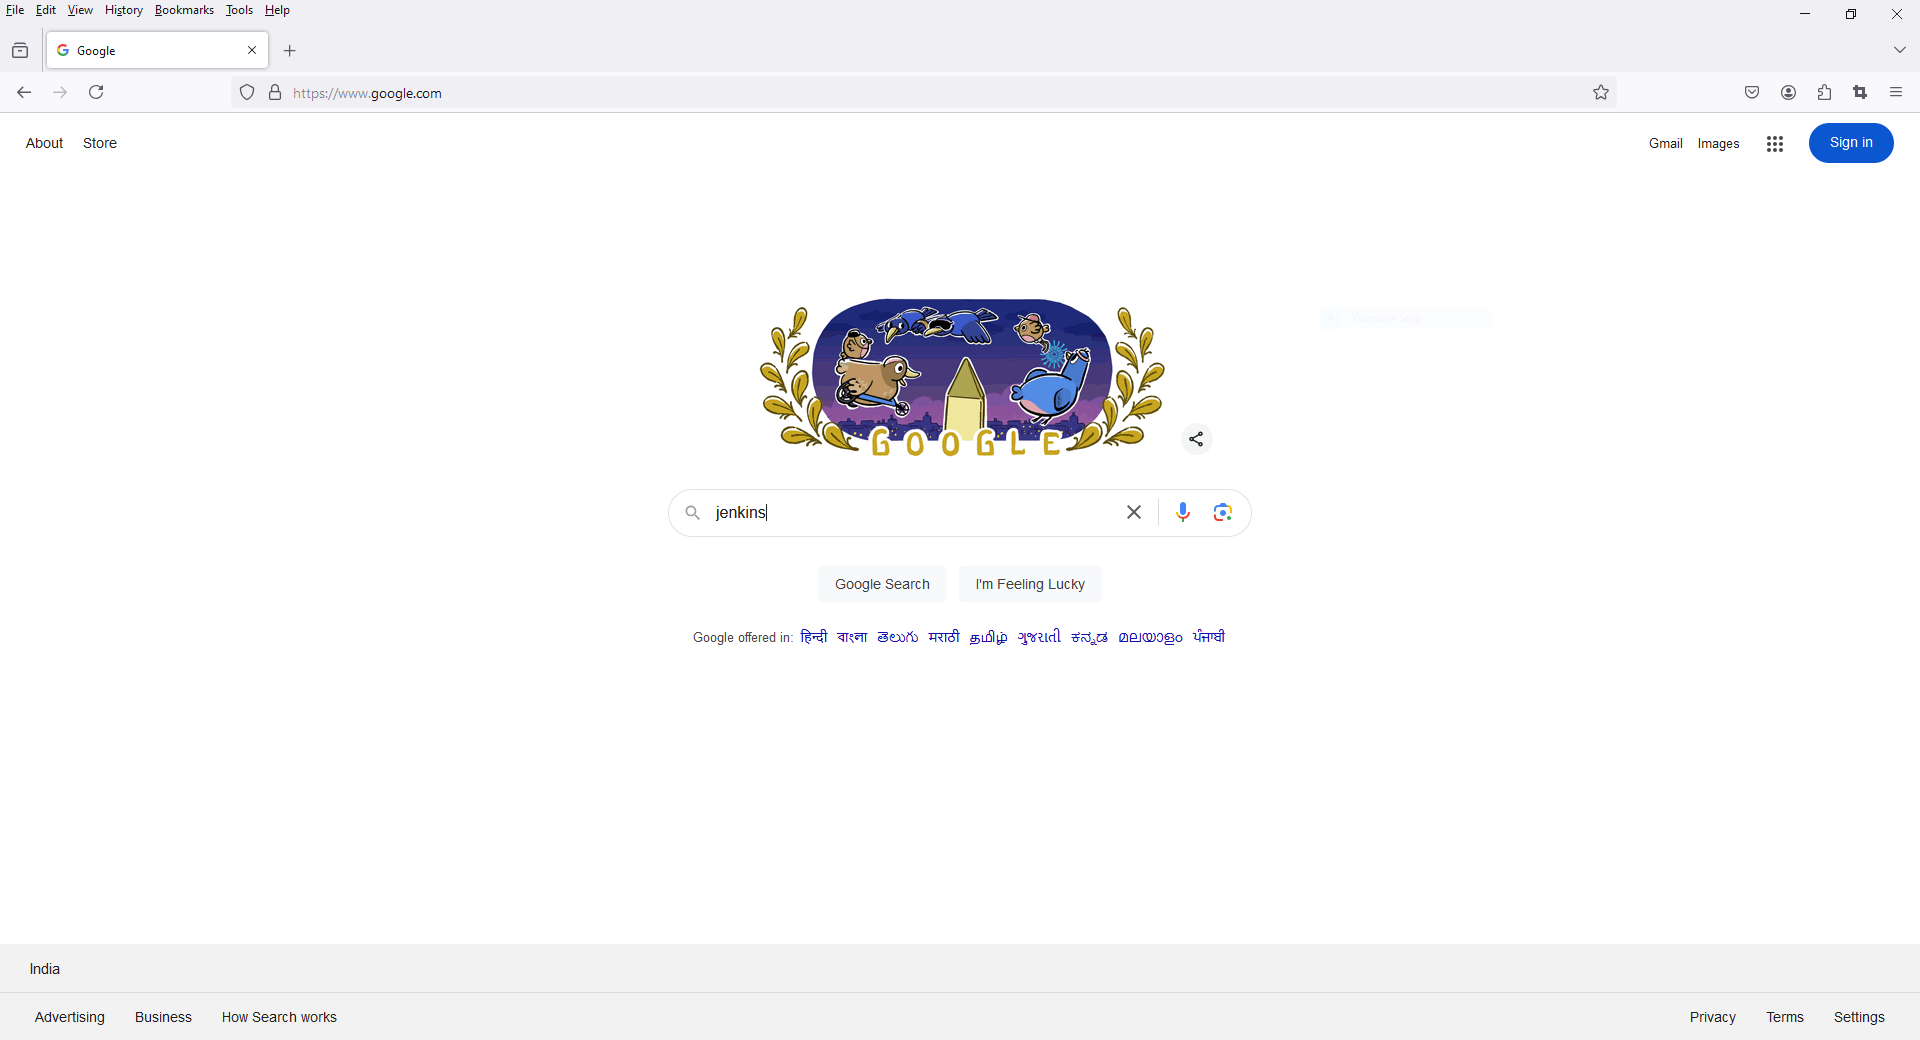 File Edit View History Bookmarks Tools Help
Google
https://www.google.com
About Store Gmail Images Sign in
GOOGLE
jenkins
Google Search I'm Feeling Lucky
Google offered in: हिन्दी বাংলা తెలుగు मराठी தமிழ் ગુજરાતી ಕನ್ನಡ മലയാളം ਪੰਜਾਬੀ
India
Advertising Business How Search works Privacy Terms Settings